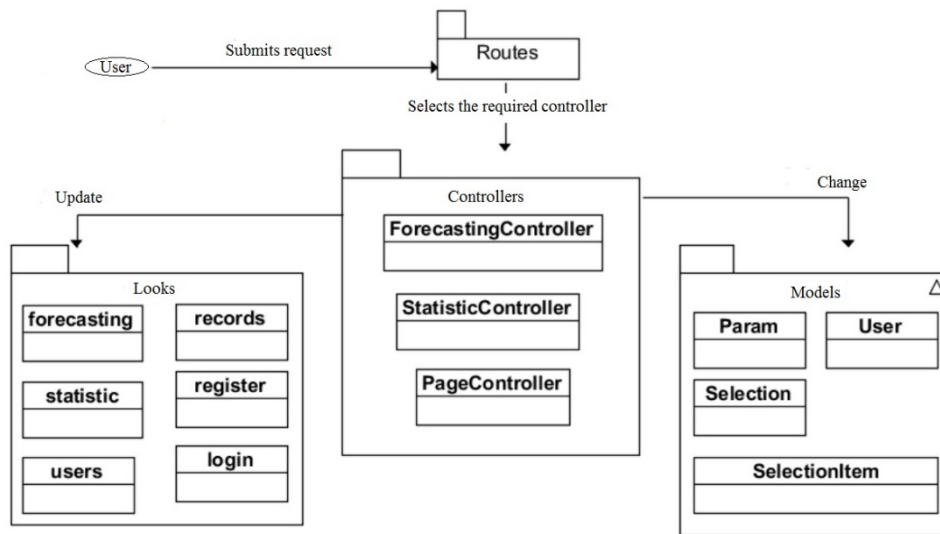 Submits request
User
Routes
Selects the required controller
Update
Controllers
Change
ForecastingController
StatisticController
PageController
Looks
forecasting
records
statistic
register
users
login
Models
Param
User
Selection
SelectionItem